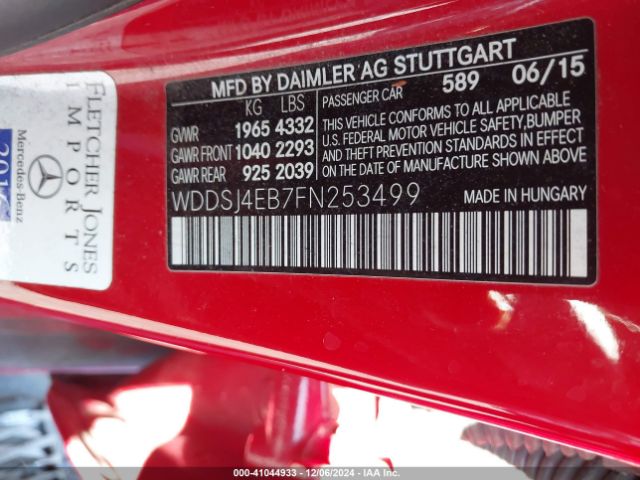 MFD BY DAIMLER AG STUTTGART
KG LBS
GVWR 1965 4332
GAWR FRONT 1040 2293
GAWR REAR 925 2039
PASSENGER CAR 589 06/15
THIS VEHICLE CONFORMS TO ALL APPLICABLE
U.S. FEDERAL MOTOR VEHICLE SAFETY,BUMPER
AND THEFT PREVENTION STANDARDS IN EFFECT
ON THE DATE OF MANUFACTURE SHOWN ABOVE.
WDDSJ4EB7FN253499
MADE IN HUNGARY
FLETCHER JONES
IMPORTS
Mercedes-Benz
000-41044933 - 12/06/2024 - IAAI.com